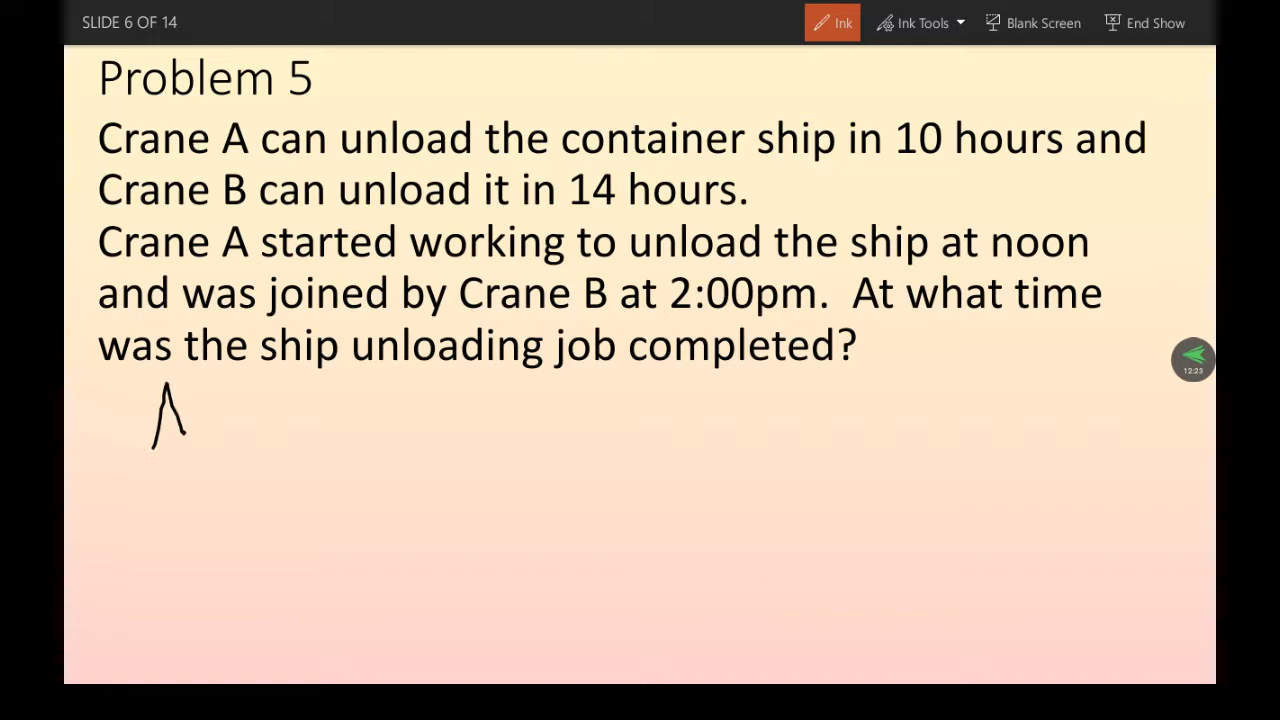 SLIDE 6 OF 14 Ink Ink Tools Blank Screen End Show
Problem 5
Crane A can unload the container ship in 10 hours and
Crane B can unload it in 14 hours.
Crane A started working to unload the ship at noon
and was joined by Crane B at 2:00pm. At what time
was the ship unloading job completed?
12:23